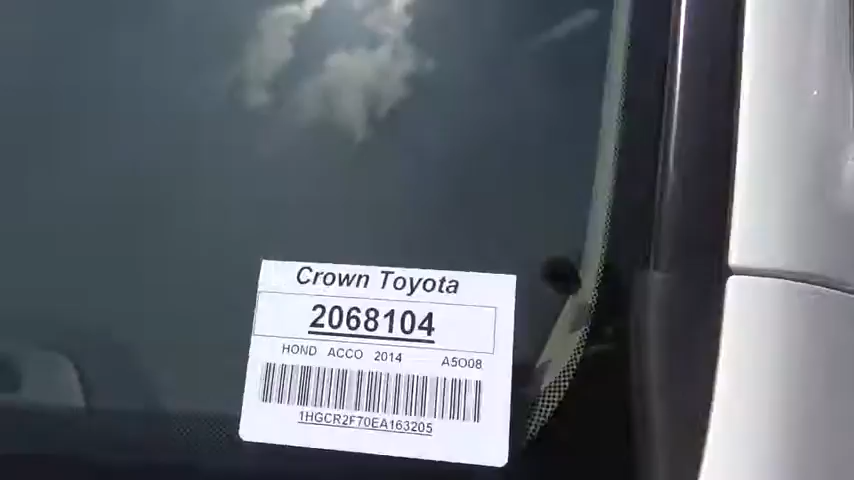 Crown Toyota
2068104
HOND ACCO 2014 A5O08
1HGCR2F70EA163205